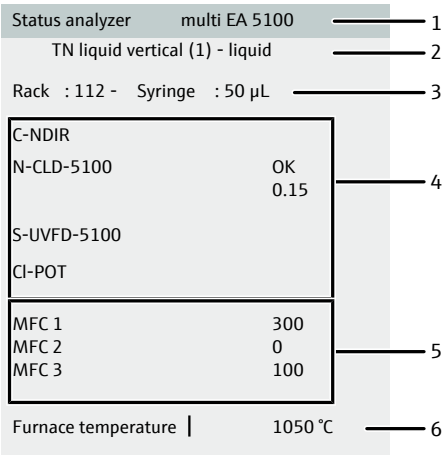 Status analyzer multi EA 5100 1
TN liquid vertical (1) - liquid 2
Rack : 112 - Syringe : 50 µL 3
C-NDIR
N-CLD-5100 OK
0.15
4
S-UVFD-5100
Cl-POT
MFC 1 300
MFC 2 0
5
MFC 3 100
Furnace temperature 1050 °C 6